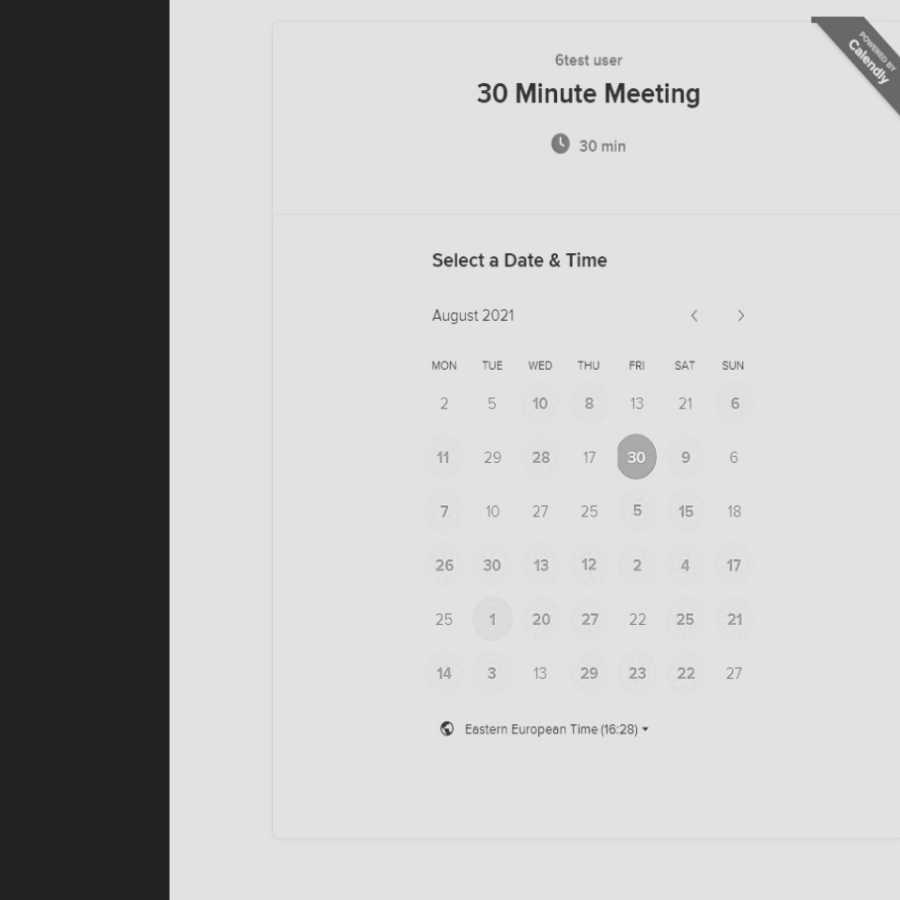 POWERED BY
Calendly
6test user
30 Minute Meeting
30 min
Select a Date & Time
August 2021
MON TUE WED THU FRI SAT SUN
2 5 10 8 13 21 6
11 29 28 17 30 9 6
7 10 27 25 5 15 18
26 30 13 12 2 4 17
25 1 20 27 22 25 21
14 3 13 29 23 22 27
Eastern European Time (16:28)